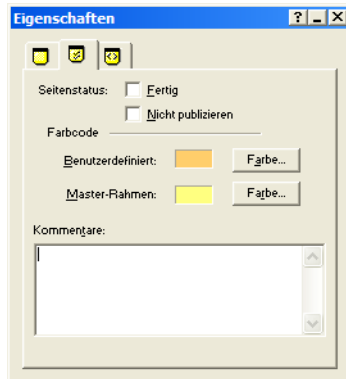 Eigenschaften
Seitenstatus: Fertig
Nicht publizieren
Farbcode
Benutzerdefiniert: Farbe...
Master-Rahmen: Farbe...
Kommentare: